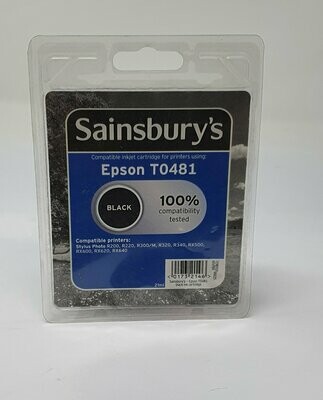 Sainsbury's
Compatible inkjet cartridge for printers using:
Epson T0481
BLACK
100%
compatibility
tested
Compatible printers:
Stylus Photo R200, R220, R300/M, R320, R340, RX500,
RX600, RX620, RX640
21ml